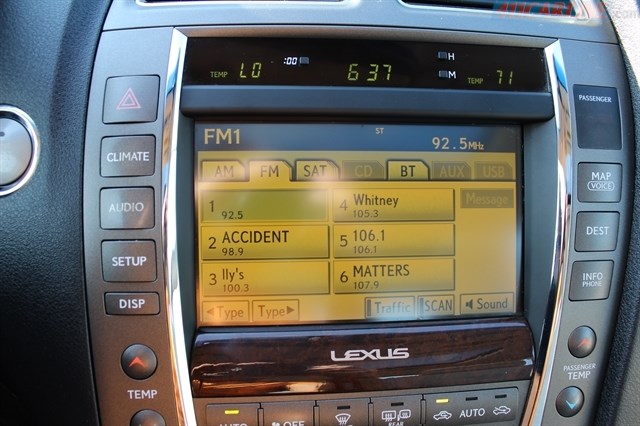 TEMP LO :00 6:37 H M TEMP 71
PASSENGER
FM1 ST 92.5MHz
AM FM SAT CD BT AUX USB
1 92.5
4 Whitney 105.3
Message
2 ACCIDENT 98.9
5 106.1 106.1
3 lly's 100.3
6 MATTERS 107.9
◄Type Type► Traffic SCAN Sound
CLIMATE
AUDIO
SETUP
DISP
TEMP
MAP VOICE
DEST
INFO PHONE
PASSENGER TEMP
LEXUS
AUTO OFF REAR AUTO